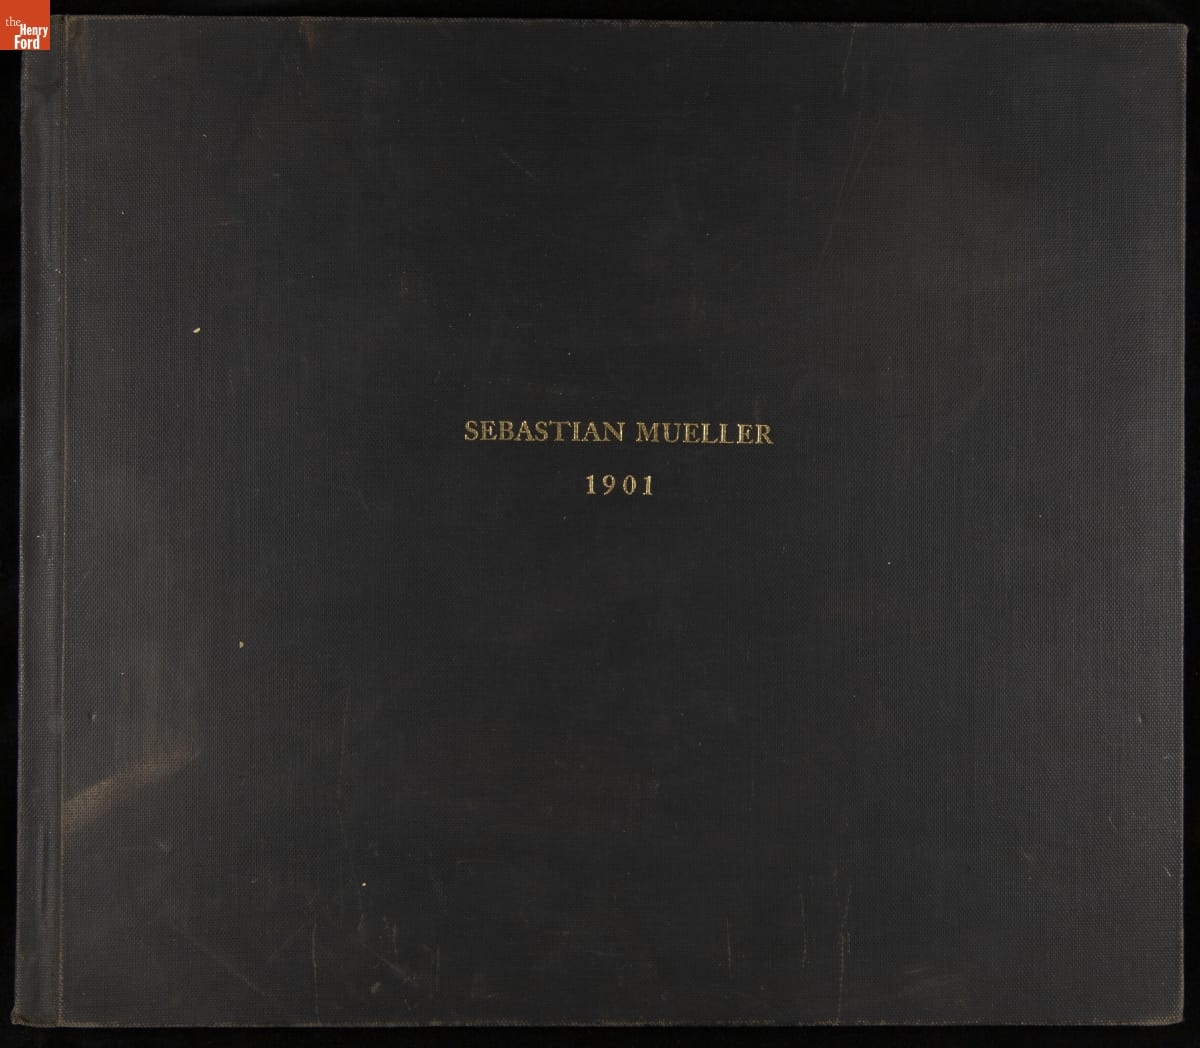 the
Henry
Ford
SEBASTIAN MUELLER
1901